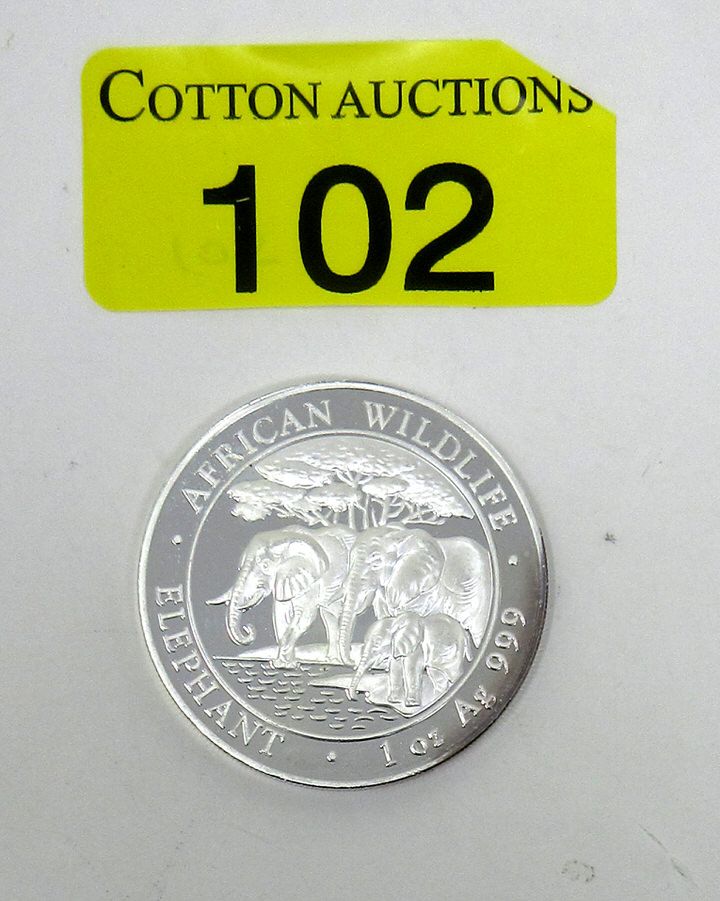 COTTON AUCTIONS
102
AFRICAN WILDLIFE
ELEPHANT
1 oz Ag 999